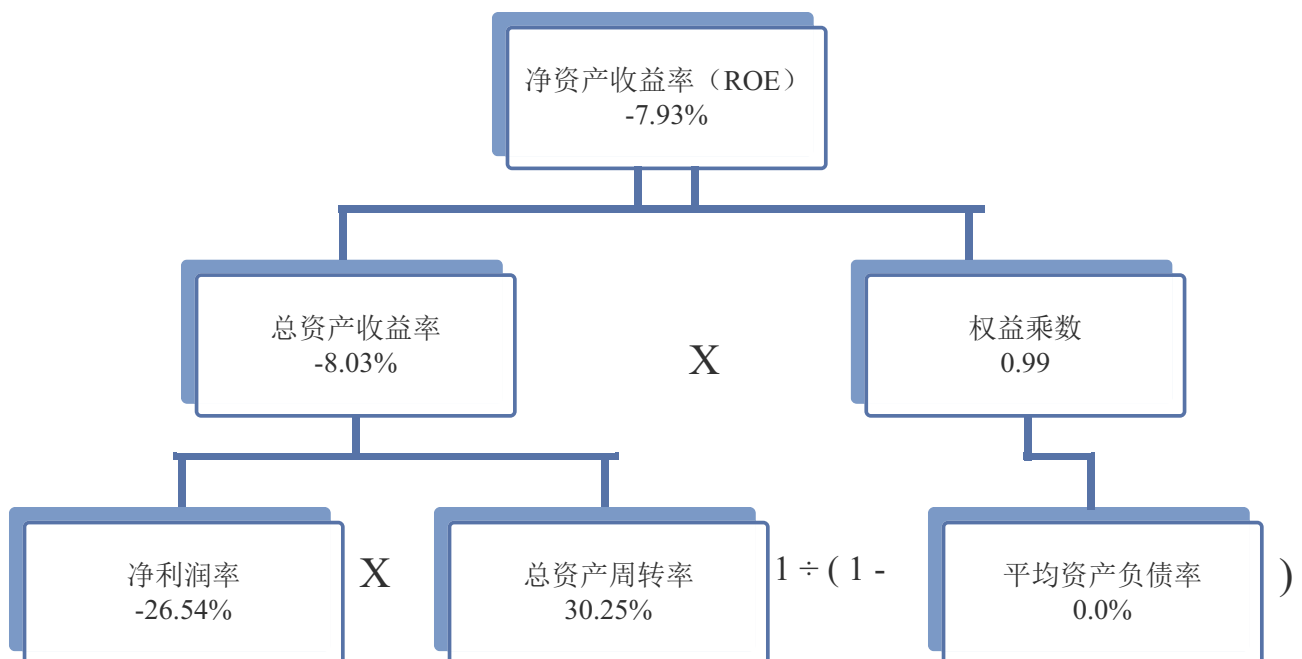 净资产收益率（ROE）
-7.93%
总资产收益率
-8.03%
X
权益乘数
0.99
净利润率
-26.54%
X
总资产周转率
30.25%
1 ÷ ( 1 -
平均资产负债率
0.0%
)